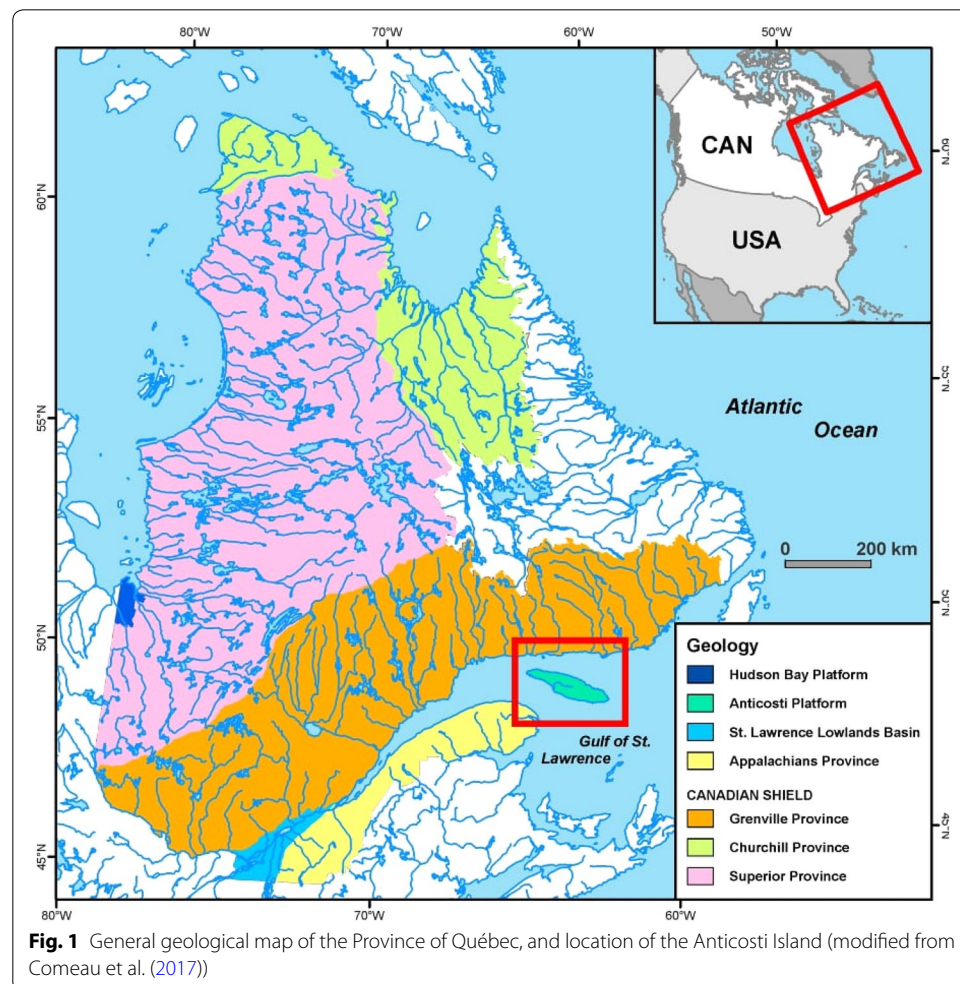 80°W
70°W
60°W
50°W
CAN
USA
60°N
60°N
55°N
55°N
Atlantic
Ocean
0 200 km
50°N
50°N
Gulf of St.
Lawrence
Geology
Hudson Bay Platform
Anticosti Platform
St. Lawrence Lowlands Basin
Appalachians Province
CANADIAN SHIELD
Grenville Province
Churchill Province
Superior Province
45°N
45°N
80°W
70°W
60°W
Fig. 1 General geological map of the Province of Québec, and location of the Anticosti Island (modified from
Comeau et al. (2017))